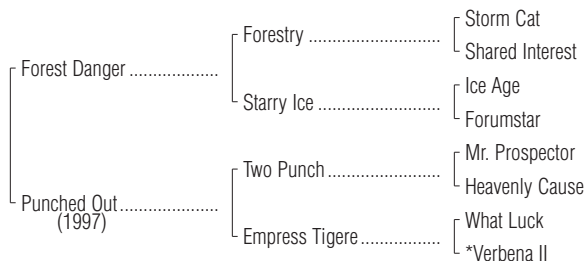 Storm Cat
Forestry
Shared Interest
Forest Danger
Ice Age
Starry Ice
Forumstar
Mr. Prospector
Two Punch
Heavenly Cause
Punched Out
(1997)
What Luck
Empress Tigere
*Verbena II